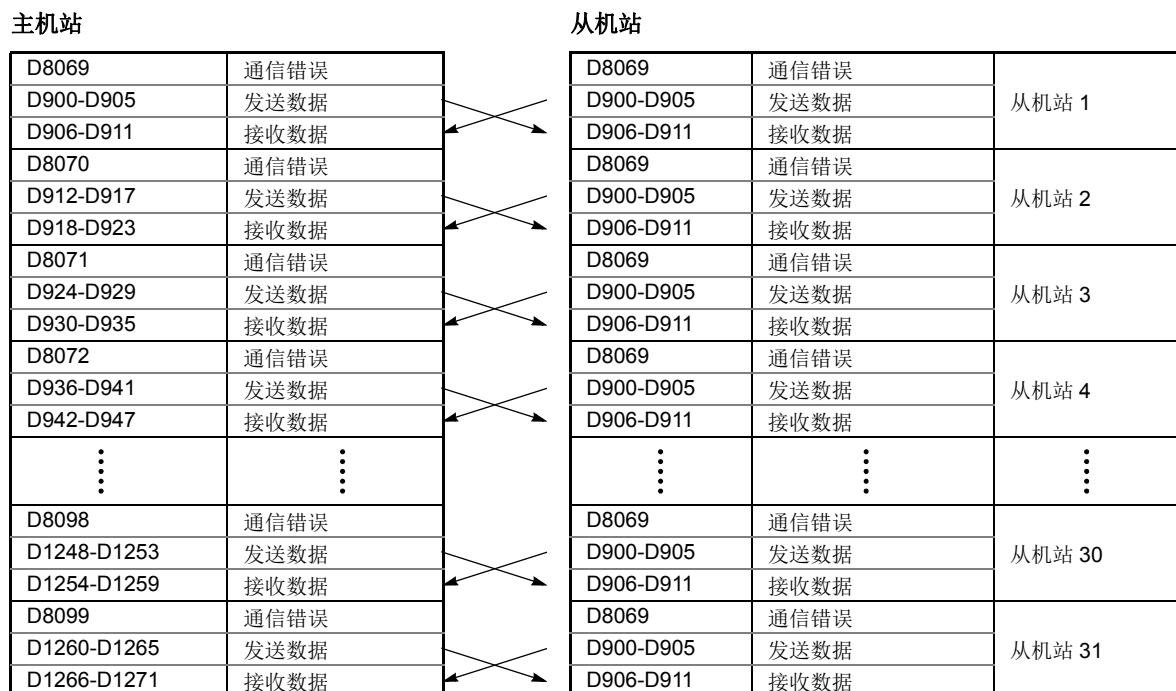 主机站 从机站
D8069 通信错误 D8069 通信错误
D900-D905 发送数据 D900-D905 发送数据 从机站 1
D906-D911 接收数据 D906-D911 接收数据
D8070 通信错误 D8069 通信错误
D912-D917 发送数据 D900-D905 发送数据 从机站 2
D918-D923 接收数据 D906-D911 接收数据
D8071 通信错误 D8069 通信错误
D924-D929 发送数据 D900-D905 发送数据 从机站 3
D930-D935 接收数据 D906-D911 接收数据
D8072 通信错误 D8069 通信错误
D936-D941 发送数据 D900-D905 发送数据 从机站 4
D942-D947 接收数据 D906-D911 接收数据
D8098 通信错误 D8069 通信错误
D1248-D1253 发送数据 D900-D905 发送数据 从机站 30
D1254-D1259 接收数据 D906-D911 接收数据
D8099 通信错误 D8069 通信错误
D1260-D1265 发送数据 D900-D905 发送数据 从机站 31
D1266-D1271 接收数据 D906-D911 接收数据